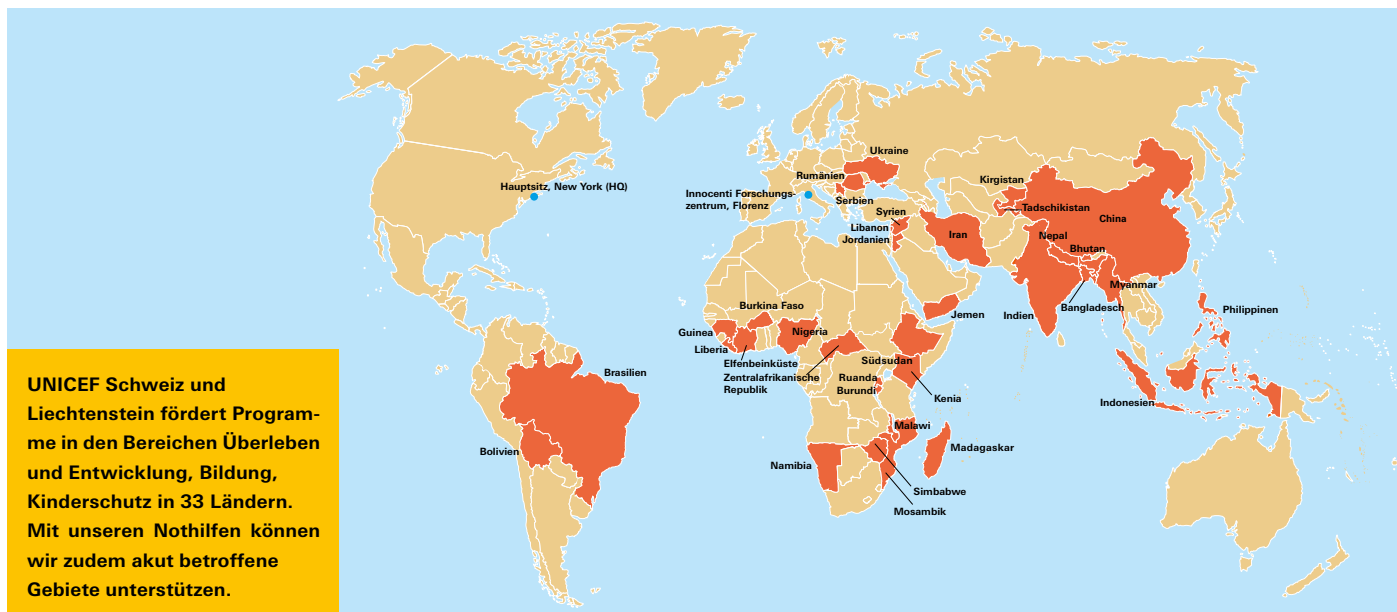 Ukraine
Rumänien
Kirgistan
Hauptsitz, New York (HQ)
Innocenti Forschungs-
zentrum, Florenz
Serbien
Tadschikistan
Syrien
China
Libanon
Jordanien
Iran
Nepal
Bhutan
Myanmar
Burkina Faso
Bangladesch
Philippinen
Jemen
Indien
Guinea
Nigeria
Liberia
Elfenbeinküste
Südsudan
Zentralafrikanische
Republik
Ruanda
Burundi
Kenia
Brasilien
Indonesien
Malawi
Madagaskar
Bolivien
Namibia
Simbabwe
Mosambik
UNICEF Schweiz und
Liechtenstein fördert Program-
me in den Bereichen Überleben
und Entwicklung, Bildung,
Kinderschutz in 33 Ländern.
Mit unseren Nothilfen können
wir zudem akut betroffene
Gebiete unterstützen.